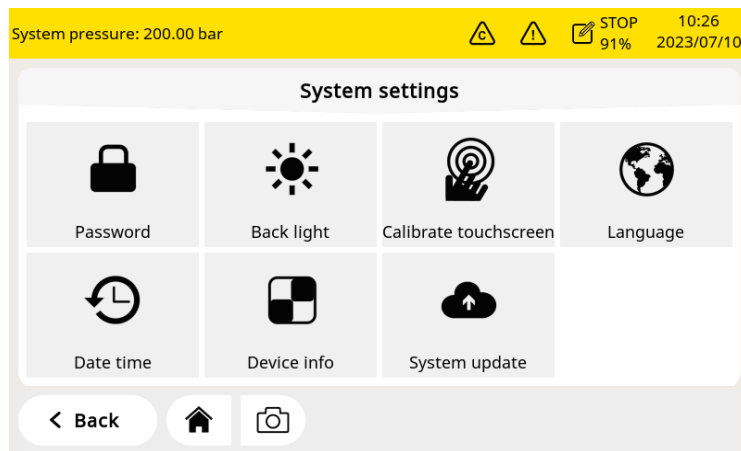 System pressure: 200.00 bar
C
!
STOP
91%
10:26
2023/07/10
System settings
Password
Back light
Calibrate touchscreen
Language
Date time
Device info
System update
Back